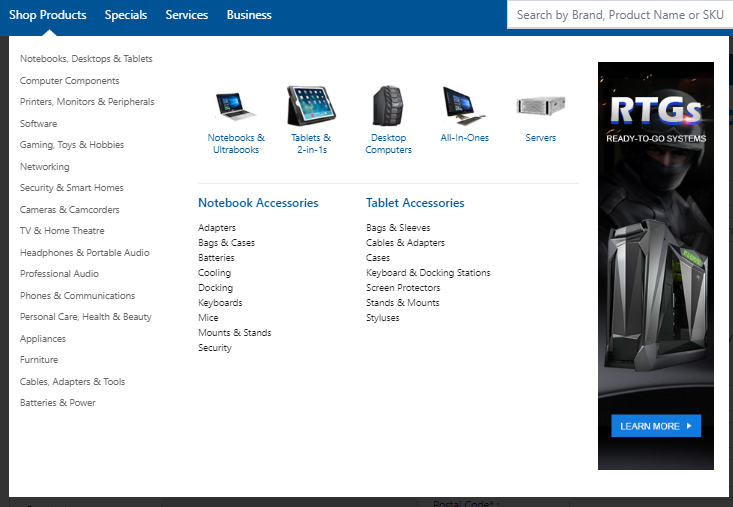 Shop Products
Specials
Services
Business
Search by Brand, Product Name or SKU
Notebooks, Desktops & Tablets
Computer Components
Printers, Monitors & Peripherals
Software
Gaming, Toys & Hobbies
Networking
Security & Smart Homes
Cameras & Camcorders
TV & Home Theatre
Headphones & Portable Audio
Professional Audio
Phones & Communications
Personal Care, Health & Beauty
Appliances
Furniture
Cables, Adapters & Tools
Batteries & Power
Notebooks &
Ultrabooks
Tablets &
2-in-1s
Desktop
Computers
All-In-Ones
Servers
Notebook Accessories
Adapters
Bags & Cases
Batteries
Cooling
Docking
Keyboards
Mice
Mounts & Stands
Security
Tablet Accessories
Bags & Sleeves
Cables & Adapters
Cases
Keyboard & Docking Stations
Screen Protectors
Stands & Mounts
Styluses
RTGs
READY-TO-GO SYSTEMS
LEARN MORE